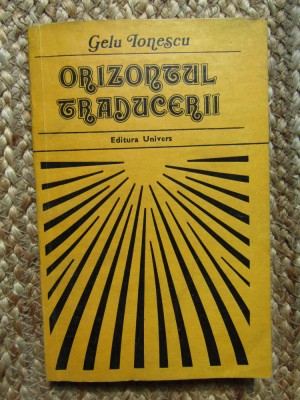 Gelu Ionescu
ORIZONTUL
TRADUCERII
Editura Univers